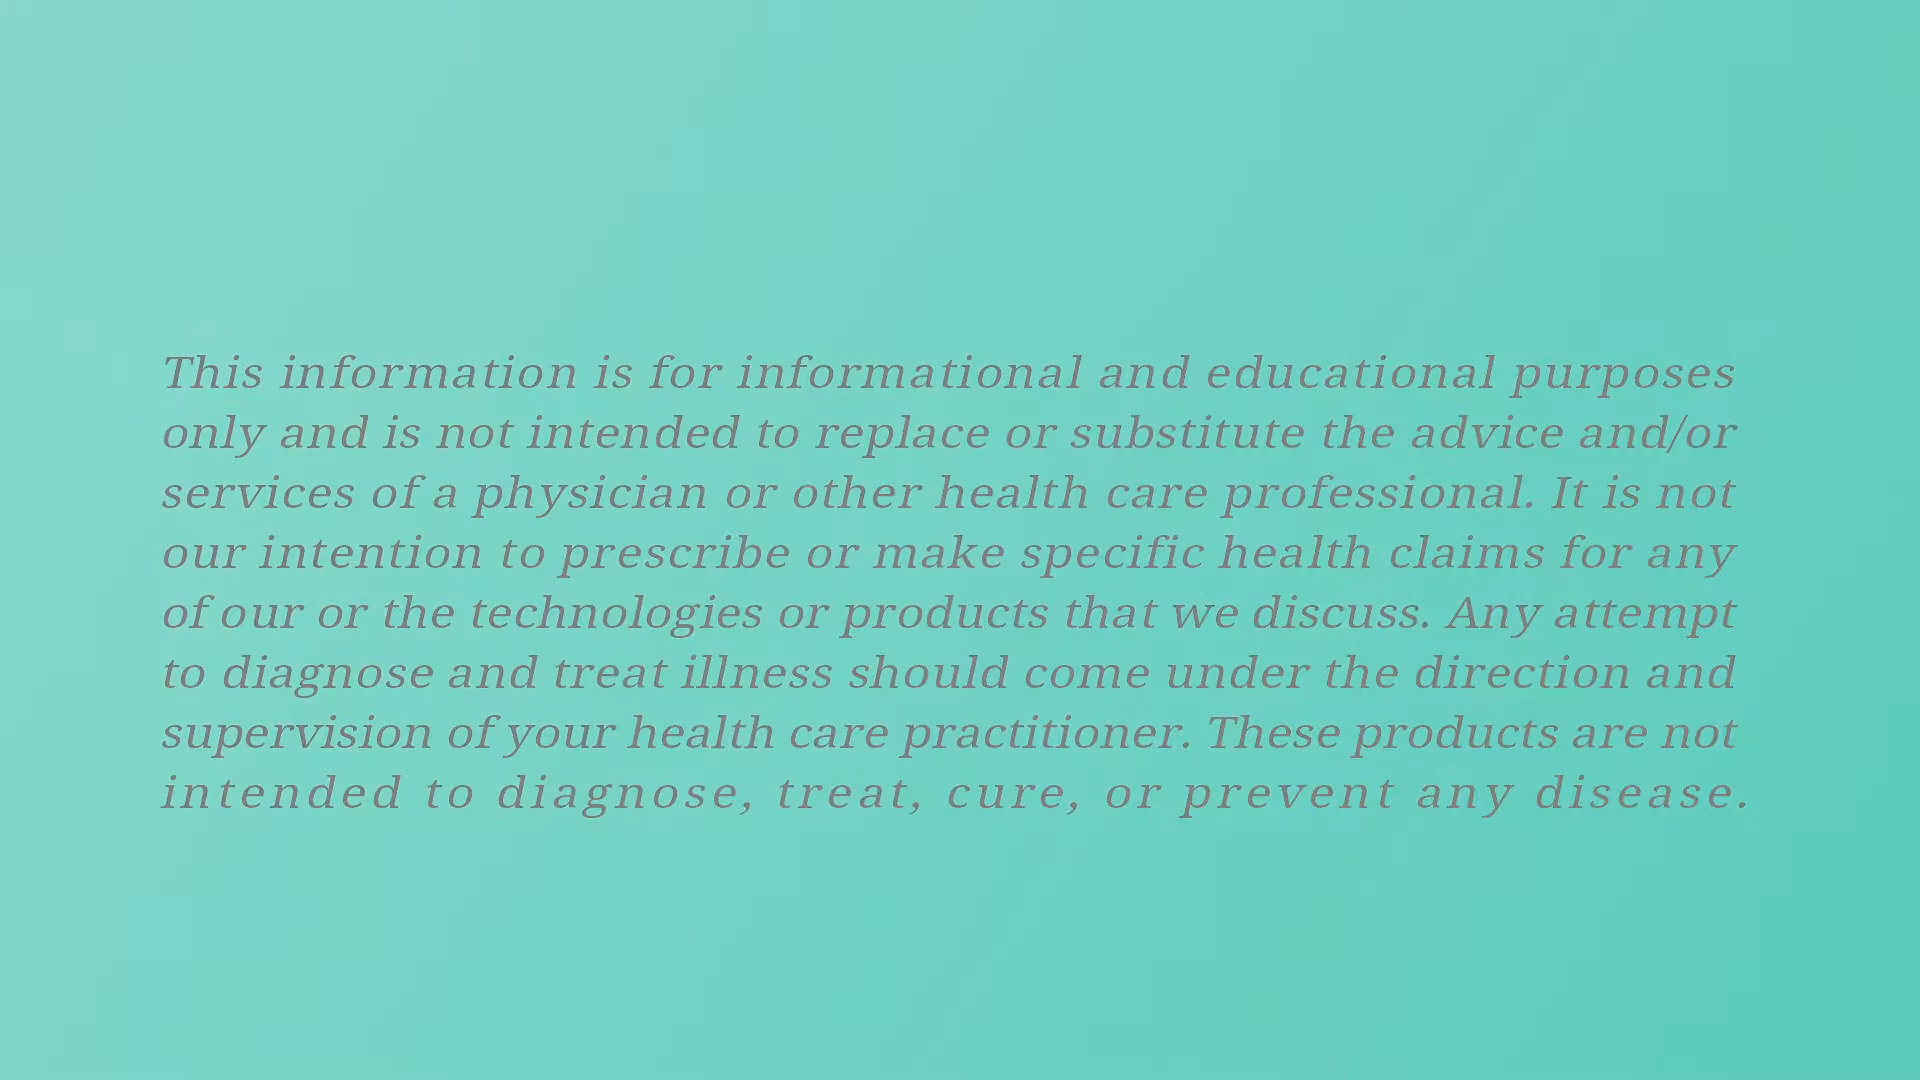 This information is for informational and educational purposes
only and is not intended to replace or substitute the advice and/or
services of a physician or other health care professional. It is not
our intention to prescribe or make specific health claims for any
of our or the technologies or products that we discuss. Any attempt
to diagnose and treat illness should come under the direction and
supervision of your health care practitioner. These products are not
intended to diagnose, treat, cure, or prevent any disease.